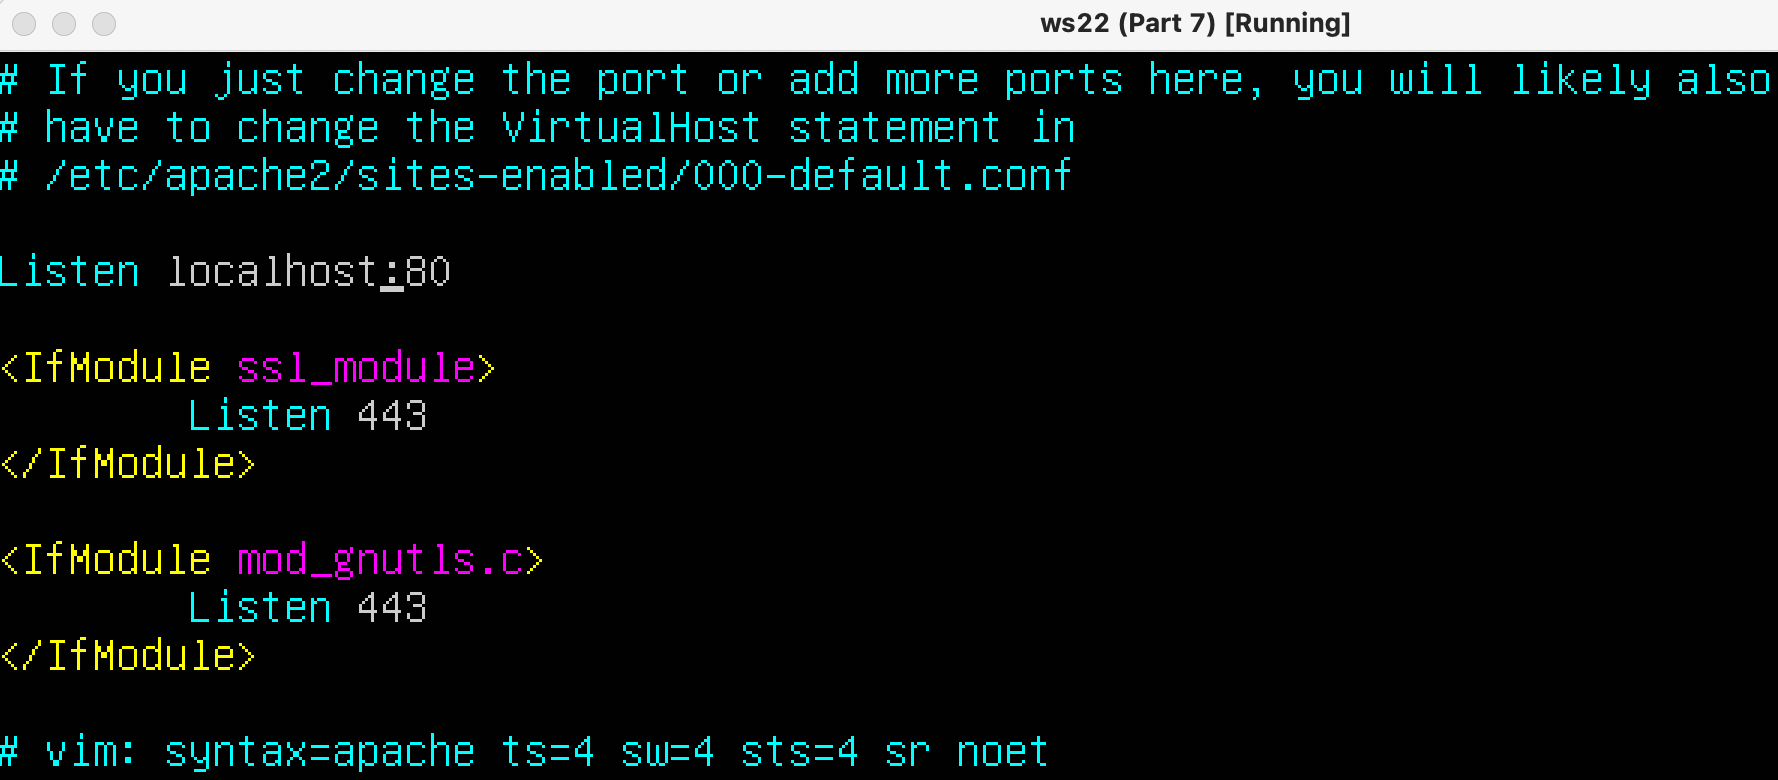 ws22 (Part 7) [Running]
# If you just change the port or add more ports here, you will likely also
# have to change the VirtualHost statement in
# /etc/apache2/sites-enabled/000-default.conf
Listen localhost:80
<IfModule ssl_module>
Listen 443
</IfModule>
<IfModule mod_gnutls.c>
Listen 443
</IfModule>
# vim: syntax=apache ts=4 sw=4 sts=4 sr noet